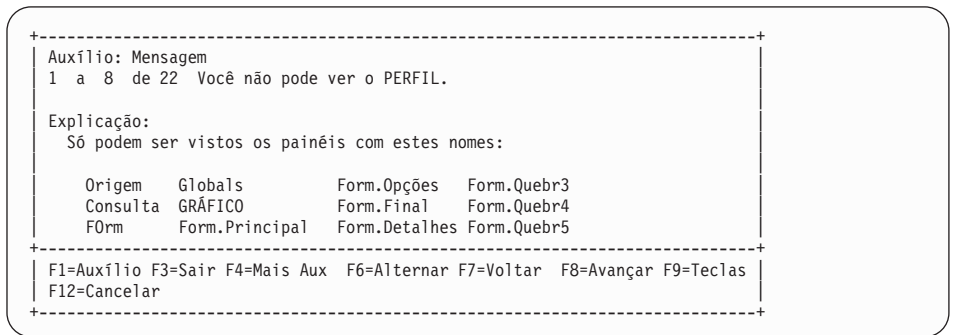 Auxílio: Mensagem
1 a 8 de 22 Você não pode ver o PERFIL.
Explicação:
Só podem ser vistos os painéis com estes nomes:
Origem Globals Form.Opções Form.Quebr3
Consulta GRÁFICO Form.Final Form.Quebr4
FOrm Form.Principal Form.Detalhes Form.Quebr5
F1=Auxílio F3=Sair F4=Mais Aux F6=Alternar F7=Voltar F8=Avançar F9=Teclas
F12=Cancelar